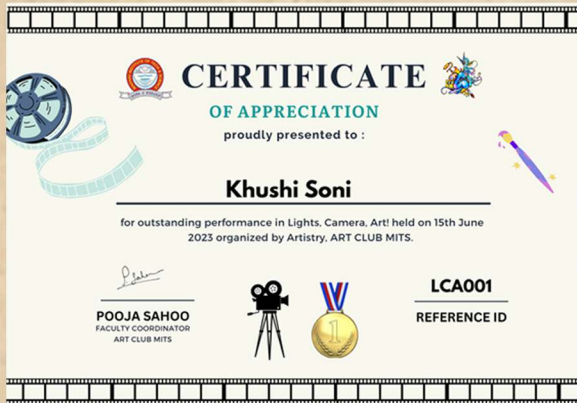 CERTIFICATE
OF APPRECIATION
proudly presented to :
Khushi Soni
for outstanding performance in Lights, Camera, Art! held on 15th June
2023 organized by Artistry, ART CLUB MITS.
POOJA SAHOO
FACULTY COORDINATOR
ART CLUB MITS
1
LCA001
REFERENCE ID